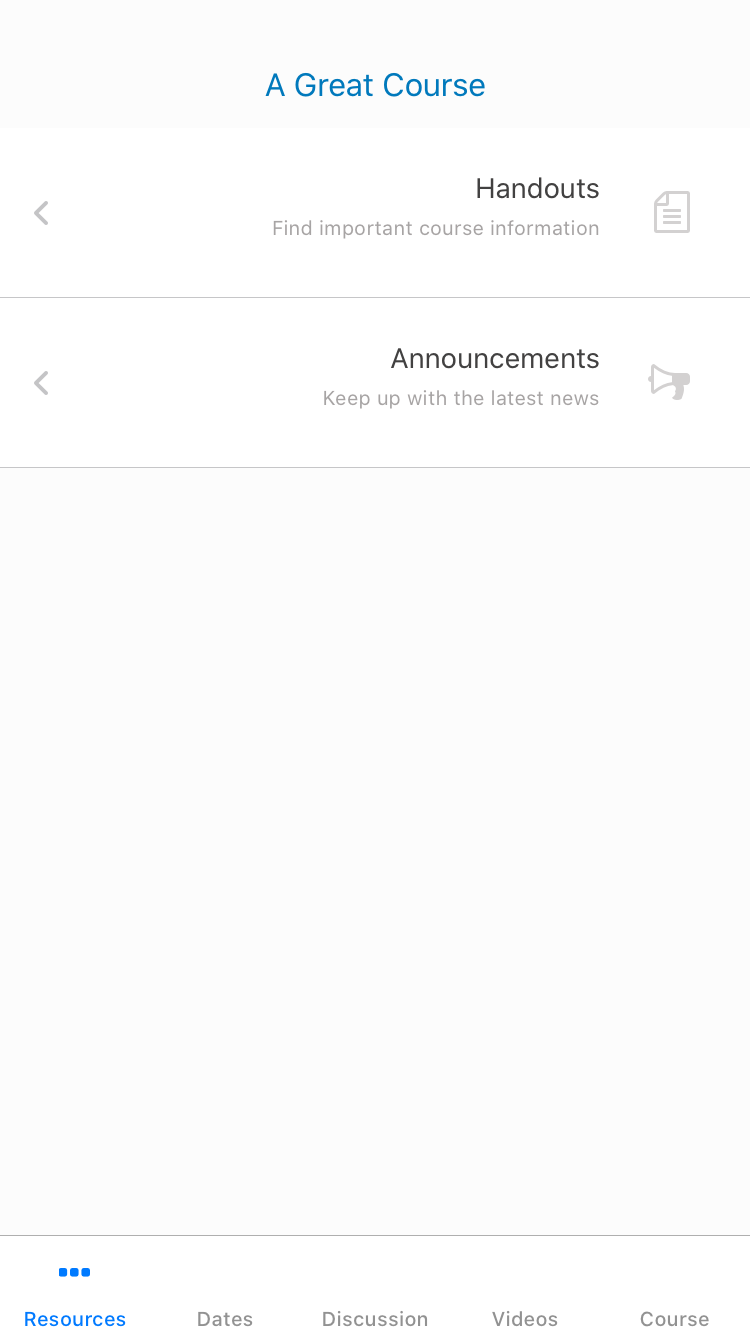 A Great Course
Handouts
Find important course information
Announcements
Keep up with the latest news
Resources
Dates
Discussion
Videos
Course